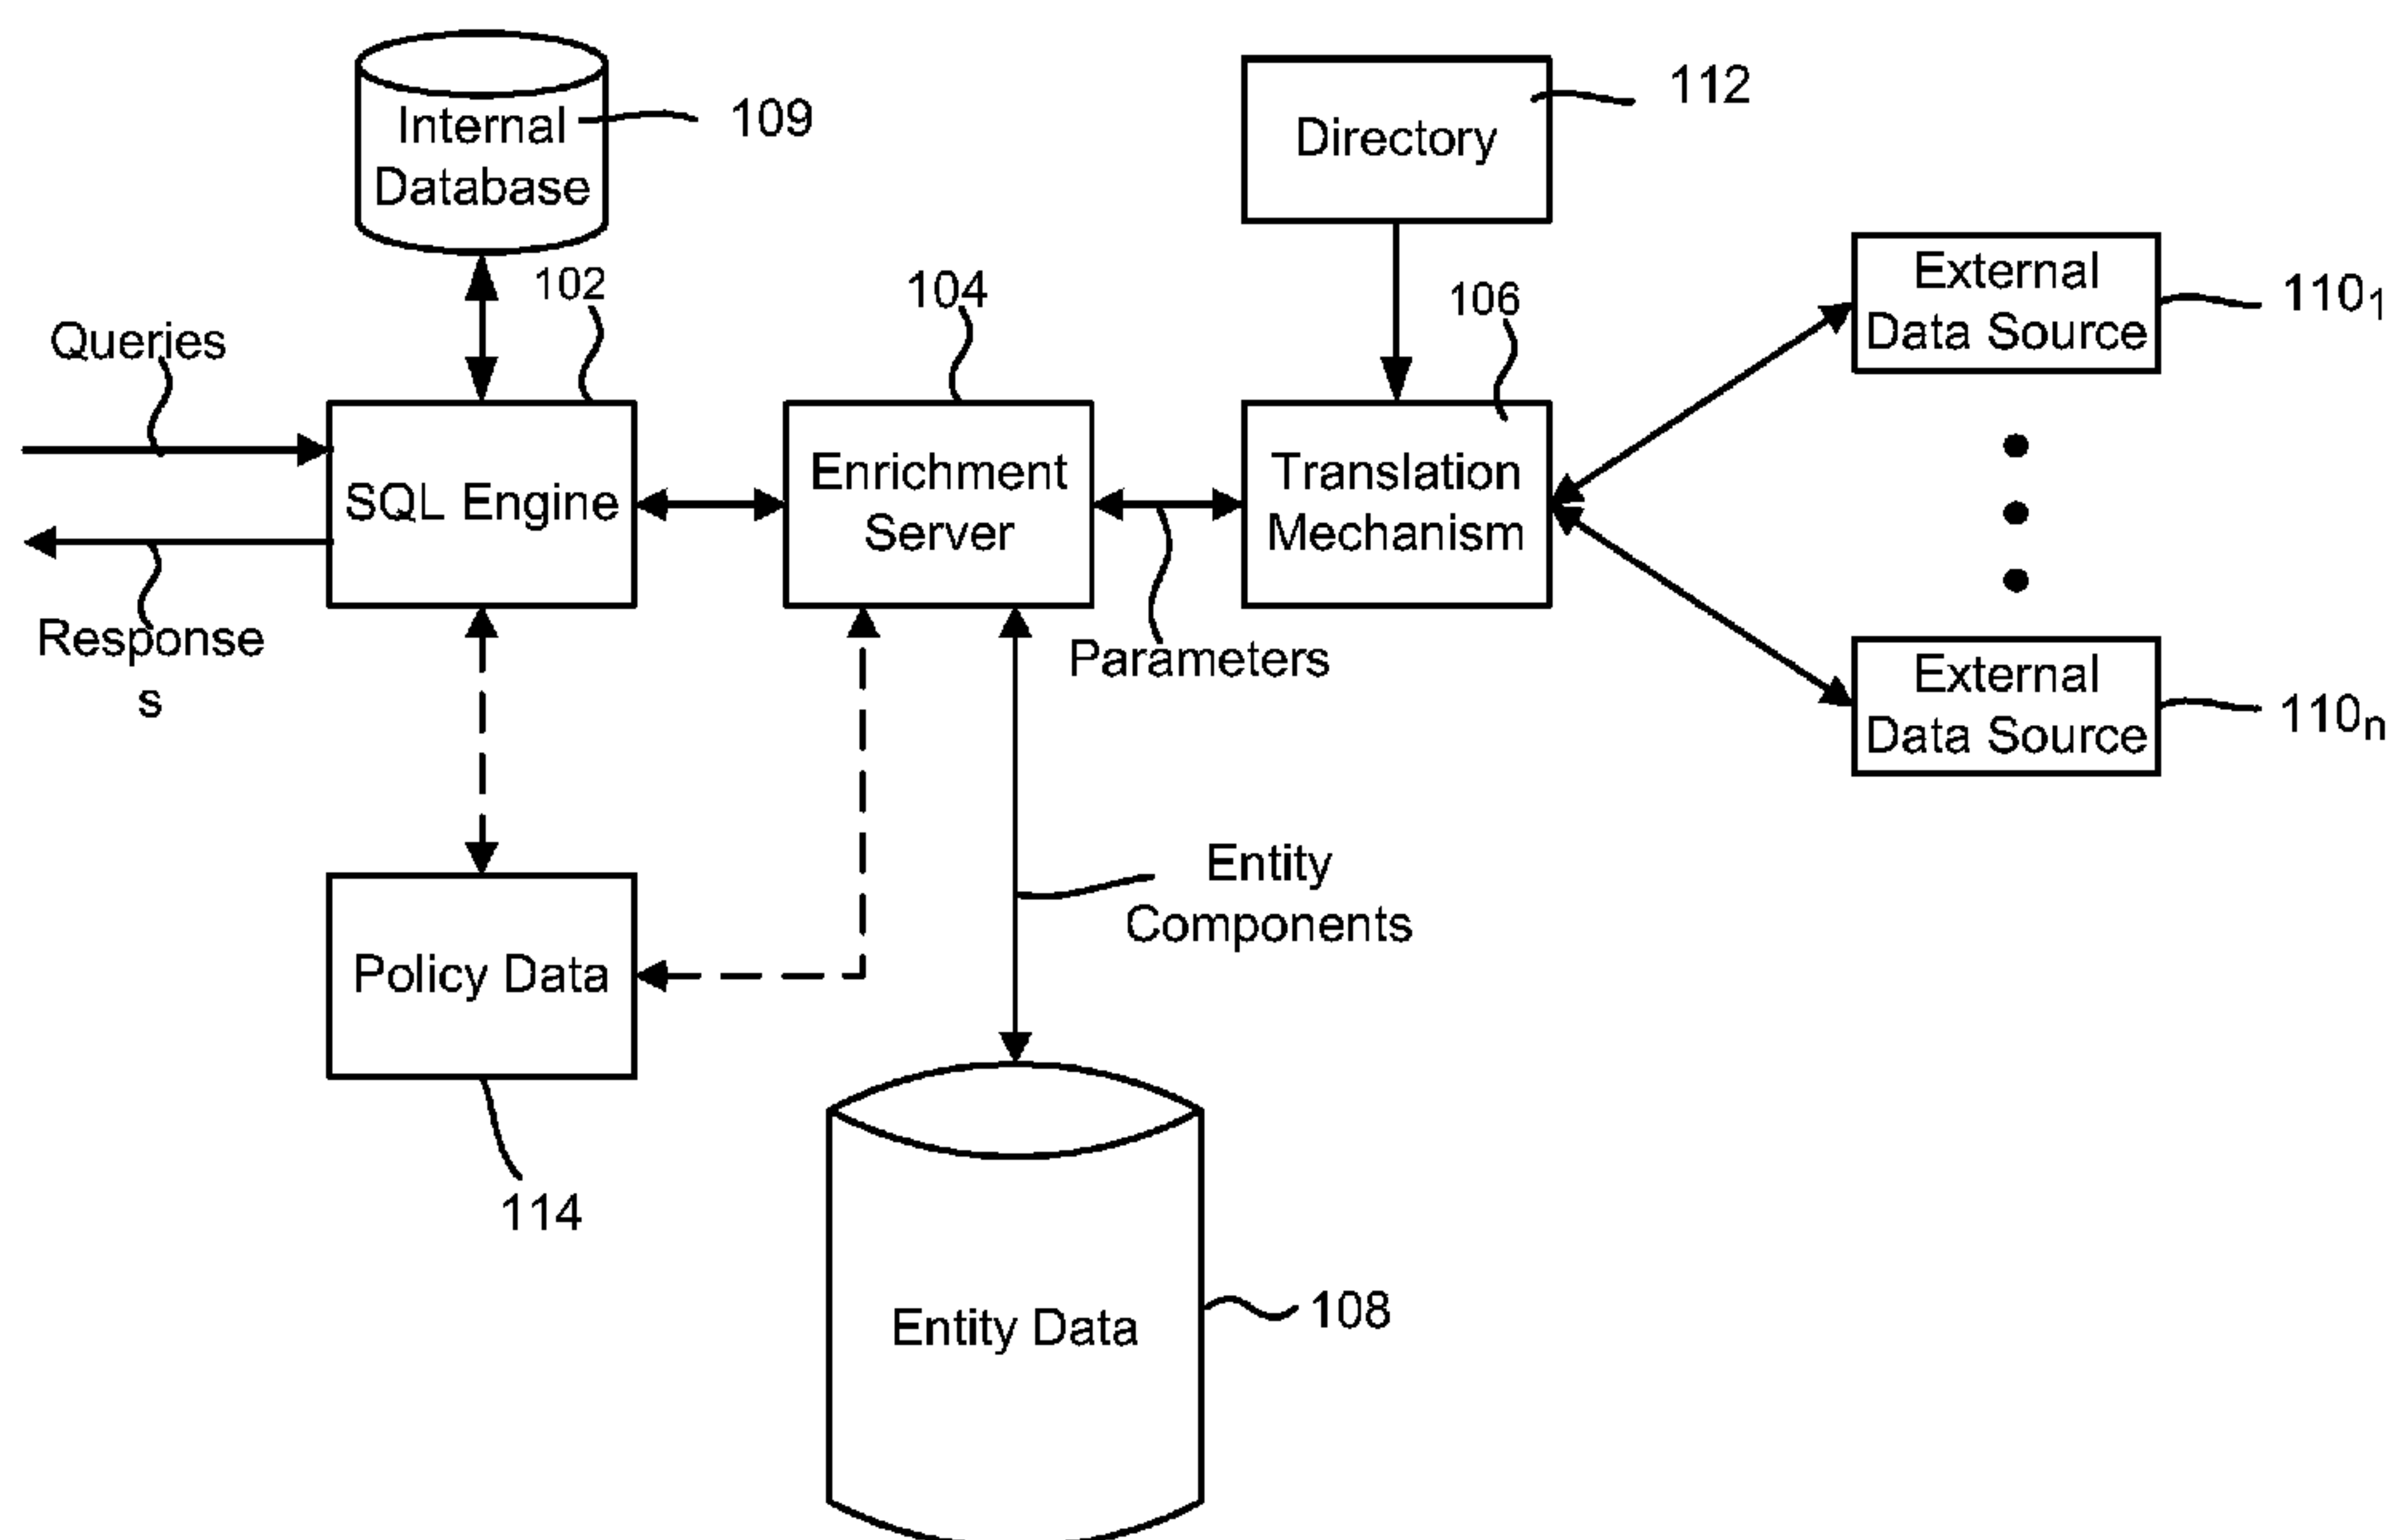 Internal
Database
109
Directory
112
External
Data Source
110₁
102
104
106
Queries
SQL Engine
Enrichment
Server
Translation
Mechanism
Response
s
Parameters
External
Data Source
110ₙ
Entity
Components
Policy Data
114
Entity Data
108